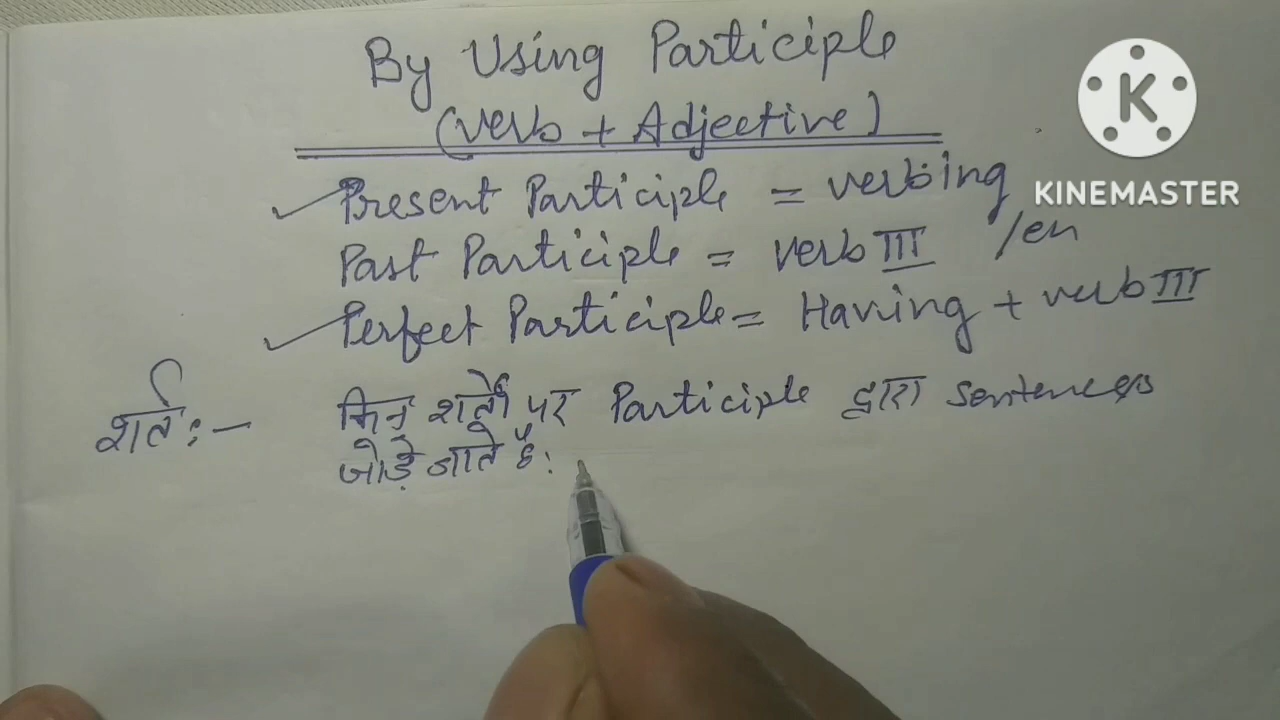 By Using Participle
(verb + Adjective)
Present Participle = verbing
Past Participle = verb III /en
Perfect Participle = Having + verb III
शर्त:- किन शर्तों पर Participle द्वारा sentences
जोड़े जाते हैं:
K
KINEMASTER